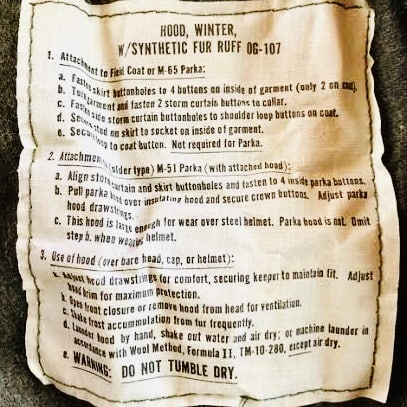 HOOD, WINTER,
W/SYNTHETIC FUR RUFF OG-107
1. Attachment to Field Coat or M-65 Parka:
a. Fasten skirt buttonholes to 4 buttons on inside of garment (only 2 on coat).
b. Turn garment and fasten 2 storm curtain buttons to collar.
c. Fasten side storm curtain buttonholes to shoulder loop buttons on coat.
d. stud on skirt to socket on inside of garment.
e. Secure loop to coat button. Not required for Parka.
2. Attachment older type) M-51 Parka (with attached hood):
a. Align storm curtain and skirt buttonholes and fasten to 4 inside parka buttons.
b. Pull parka hood over insulating hood and secure crown buttons. Adjust parka
hood drawstrings.
c. This hood is large enough for wear over steel helmet. Parka hood is not. Omit
step b. when wearing helmet.
3. Use of hood (over bare head, cap, or helmet):
a. Adjust hood drawstrings for comfort, securing keeper to maintain fit. Adjust
hood brim for maximum protection.
b. Open front closure or remove hood from head for ventilation.
c. Shake frost accumulation from fur frequently.
d. Launder hood by hand, shake out water and air dry; or machine launder in
accordance with Wool Method, Formula II, TM-10-280, except air dry.
e. WARNING: DO NOT TUMBLE DRY.